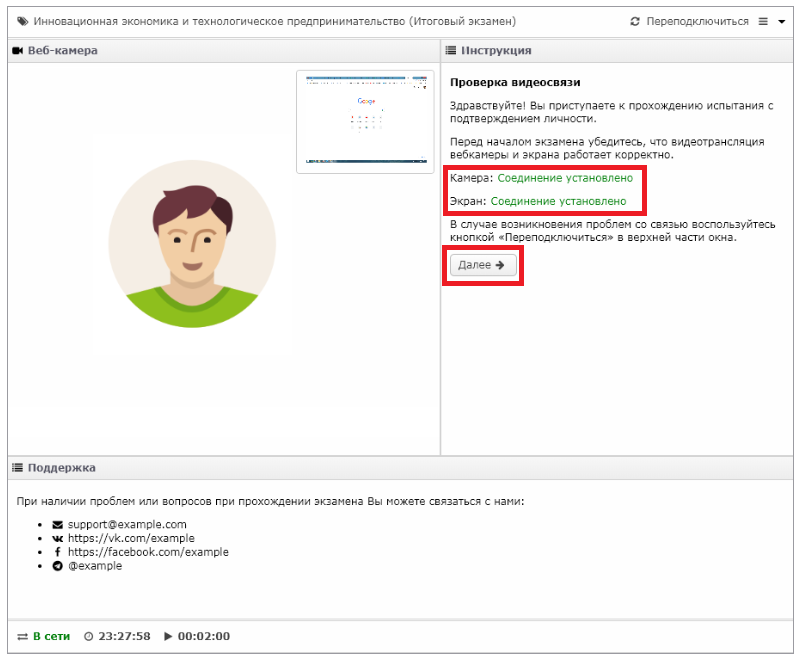 Инновационная экономика и технологическое предпринимательство (Итоговый экзамен)
Переподключиться
Веб-камера
Google
Инструкция
Проверка видеосвязи
Здравствуйте! Вы приступаете к прохождению испытания с
подтверждением личности.
Перед началом экзамена убедитесь, что видеотрансляция
вебкамеры и экрана работает корректно.
Камера: Соединение установлено
Экран: Соединение установлено
В случае возникновения проблем со связью воспользуйтесь
кнопкой «Переподключиться» в верхней части окна.
Далее
Поддержка
При наличии проблем или вопросов при прохождении экзамена Вы можете связаться с нами:
support@example.com
https://vk.com/example
https://facebook.com/example
@example
В сети 23:27:58 00:02:00